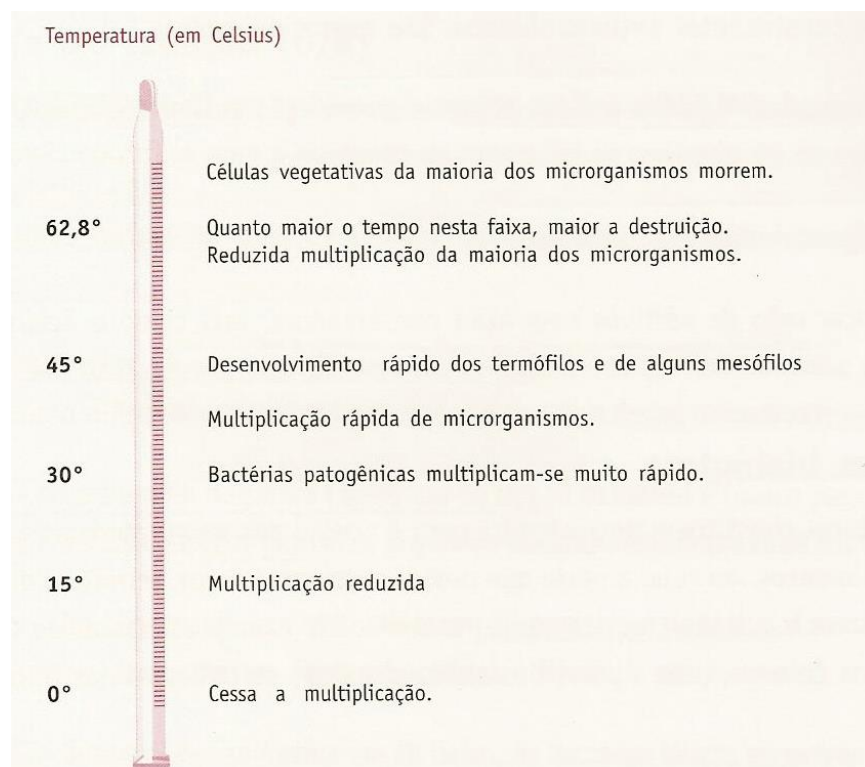 Temperatura (em Celsius)
Células vegetativas da maioria dos microrganismos morrem.
62,8° Quanto maior o tempo nesta faixa, maior a destruição.
Reduzida multiplicação da maioria dos microrganismos.
45° Desenvolvimento rápido dos termófilos e de alguns mesófilos
Multiplicação rápida de microrganismos.
30° Bactérias patogênicas multiplicam-se muito rápido.
15° Multiplicação reduzida
0° Cessa a multiplicação.